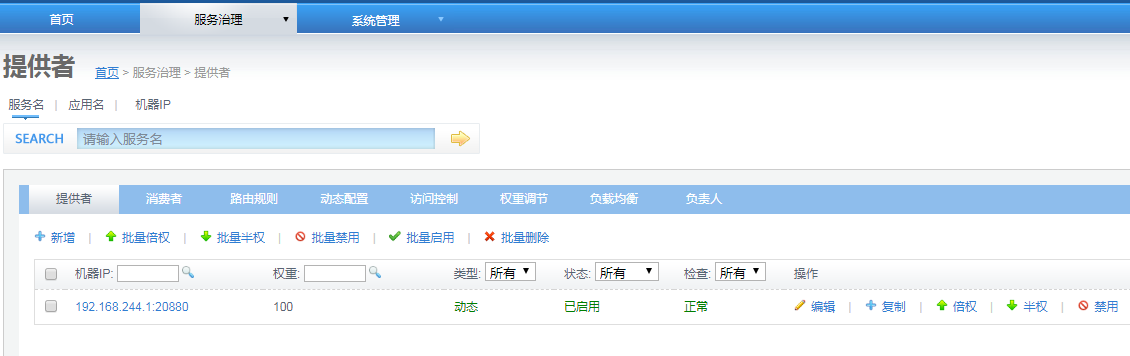 首页 服务治理 系统管理
提供者 首页 > 服务治理 > 提供者
服务名 | 应用名 | 机器IP
SEARCH 请输入服务名
提供者 消费者 路由规则 动态配置 访问控制 权重调节 负载均衡 负责人
新增 | 批量倍权 | 批量半权 | 批量禁用 | 批量启用 | 批量删除
机器IP: 权重: 类型: 所有 状态: 所有 检查: 所有 操作
192.168.244.1:20880 100 动态 已启用 正常 编辑 | 复制 | 倍权 | 半权 | 禁用